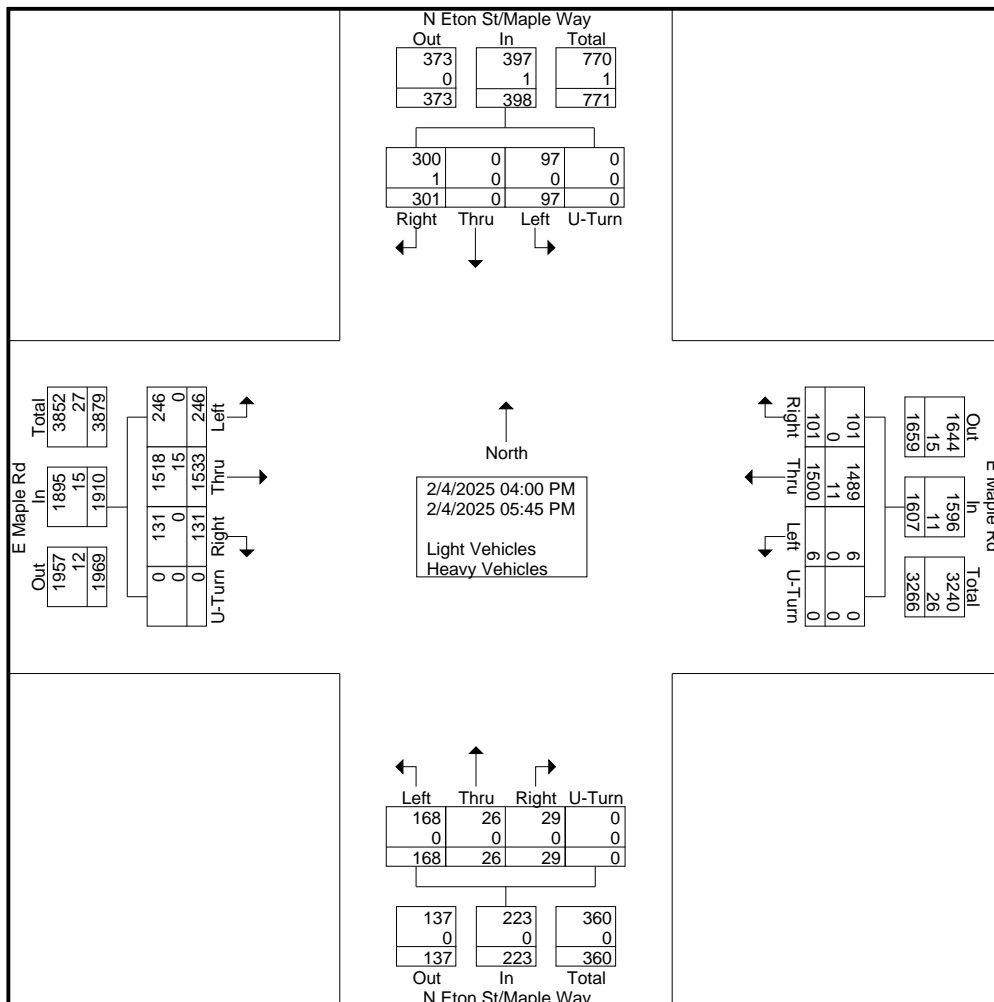 N Eton St/Maple Way
Out In Total
373 397 770
0 1 1
373 398 771
300 0 97 0
1 0 0 0
301 0 97 0
Right Thru Left U-Turn
E Maple Rd
Total In Out
3852 1895 1957
27 15 12
3879 1910 1969
246 1518 131 0
0 15 0 0
246 1533 131 0
Left Thru Right U-Turn
North
2/4/2025 04:00 PM
2/4/2025 05:45 PM
Light Vehicles
Heavy Vehicles
Right Thru Left U-Turn
101 1489 6 0
0 11 0 0
101 1500 6 0
Out In Total
1644 1596 3240
15 11 26
1659 1607 3266
E Maple Rd
Left Thru Right U-Turn
168 26 29 0
0 0 0 0
168 26 29 0
137 223 360
0 0 0
137 223 360
Out In Total
N Eton St/Maple Way